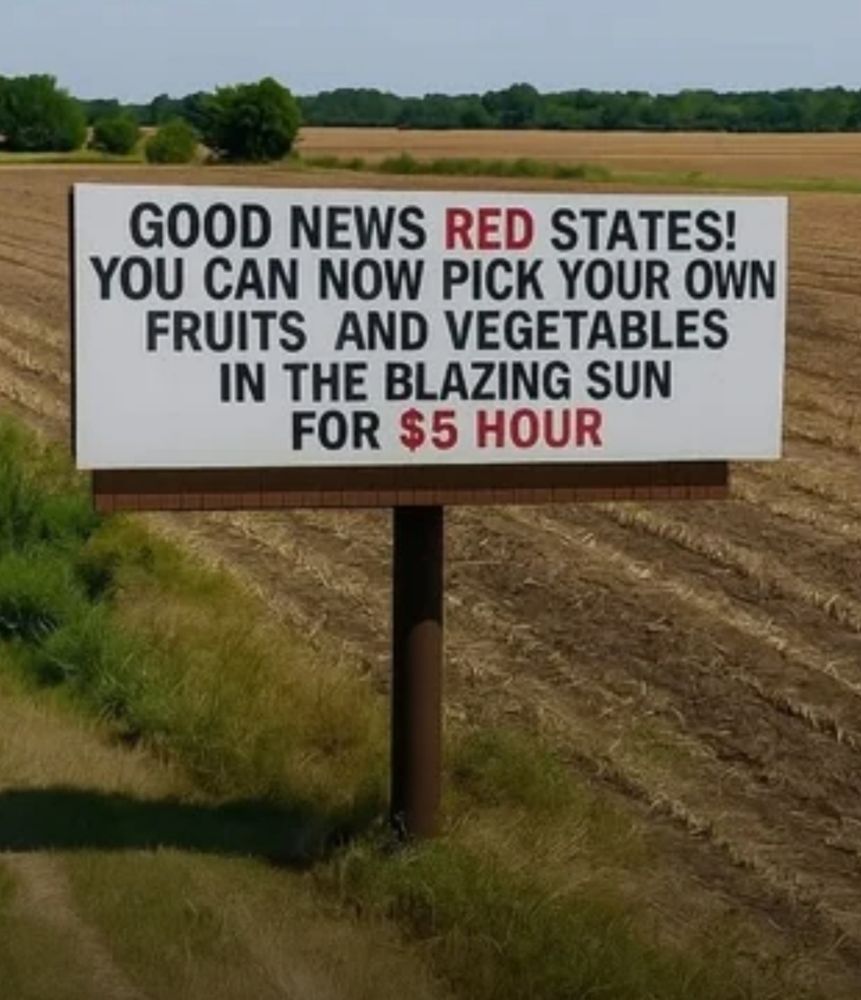 GOOD NEWS RED STATES!
YOU CAN NOW PICK YOUR OWN
FRUITS AND VEGETABLES
IN THE BLAZING SUN
FOR $5 HOUR